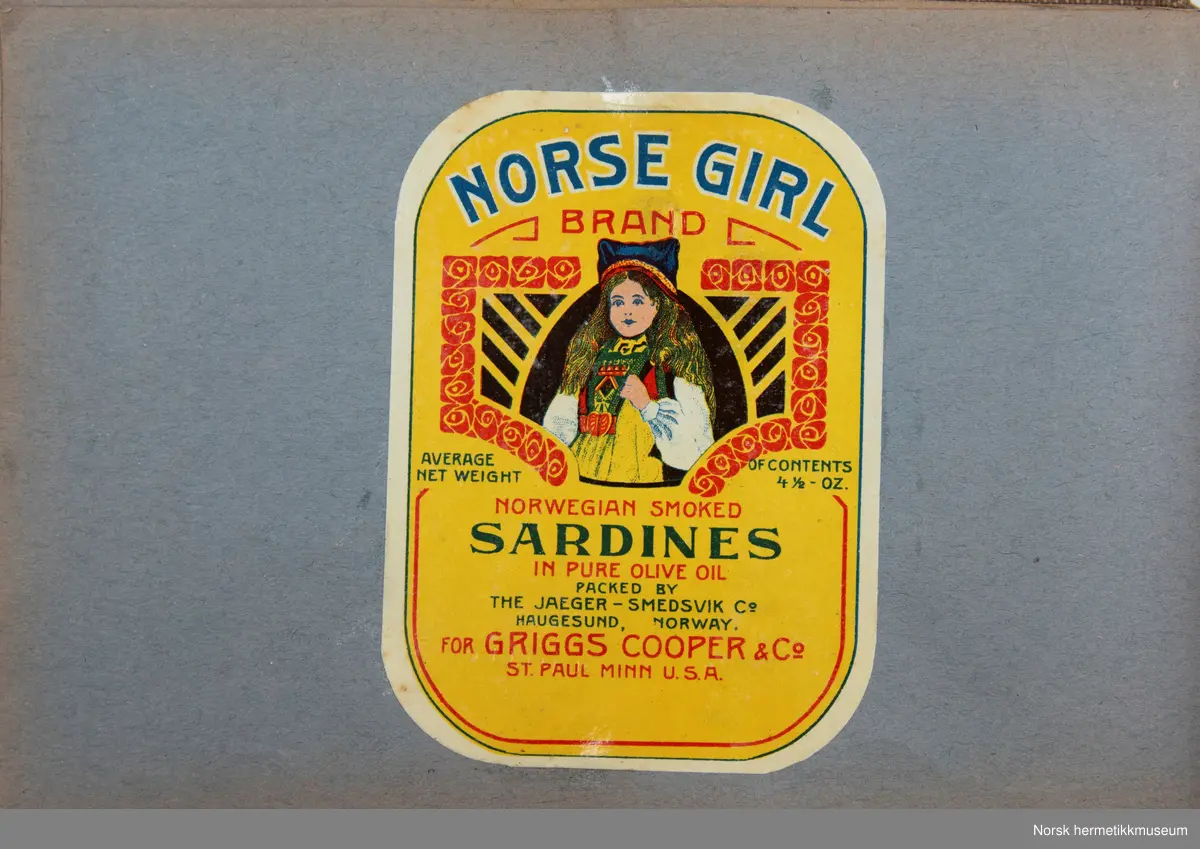 NORSE GIRL
BRAND
AVERAGE
NET WEIGHT
OF CONTENTS
4 ½ - OZ.
NORWEGIAN SMOKED
SARDINES
IN PURE OLIVE OIL
PACKED BY
THE JAEGER - SMEDSVIK Cº
HAUGESUND, NORWAY.
FOR GRIGGS COOPER & Cº
ST. PAUL MINN U.S.A.
Norsk hermetikkmuseum